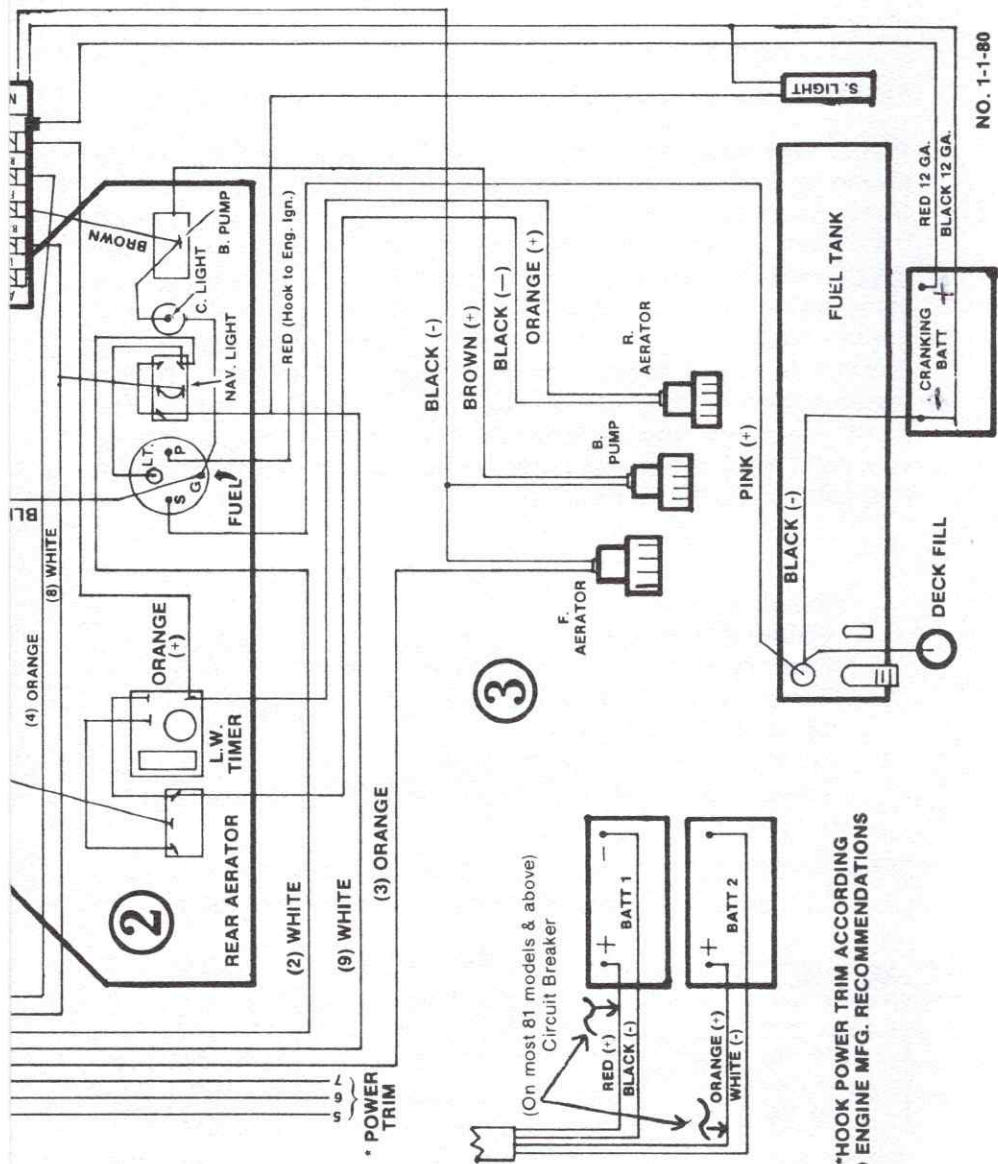 NO. 1-1-80
N
(4) ORANGE
(8) WHITE
BROWN
B. PUMP
C. LIGHT
NAV. LIGHT
RED (Hook to Eng. Ign.)
LT.
P
S
G
FUEL
ORANGE
(+)
L.W.
TIMER
REAR AERATOR
2
(2) WHITE
(9) WHITE
(3) ORANGE
5
6
7
* POWER
TRIM
S. LIGHT
BLACK (-)
BROWN (+)
BLACK (—)
ORANGE (+)
R.
AERATOR
B.
PUMP
F.
AERATOR
3
PINK (+)
BLACK (-)
FUEL TANK
DECK FILL
RED 12 GA.
BLACK 12 GA.
CRANKING
BATT
- +
(On most 81 models & above)
Circuit Breaker
RED (+)
BLACK (-)
+ -
BATT 1
ORANGE (+)
WHITE (-)
+
BATT 2
*HOOK POWER TRIM ACCORDING
ENGINE MFG. RECOMMENDATIONS